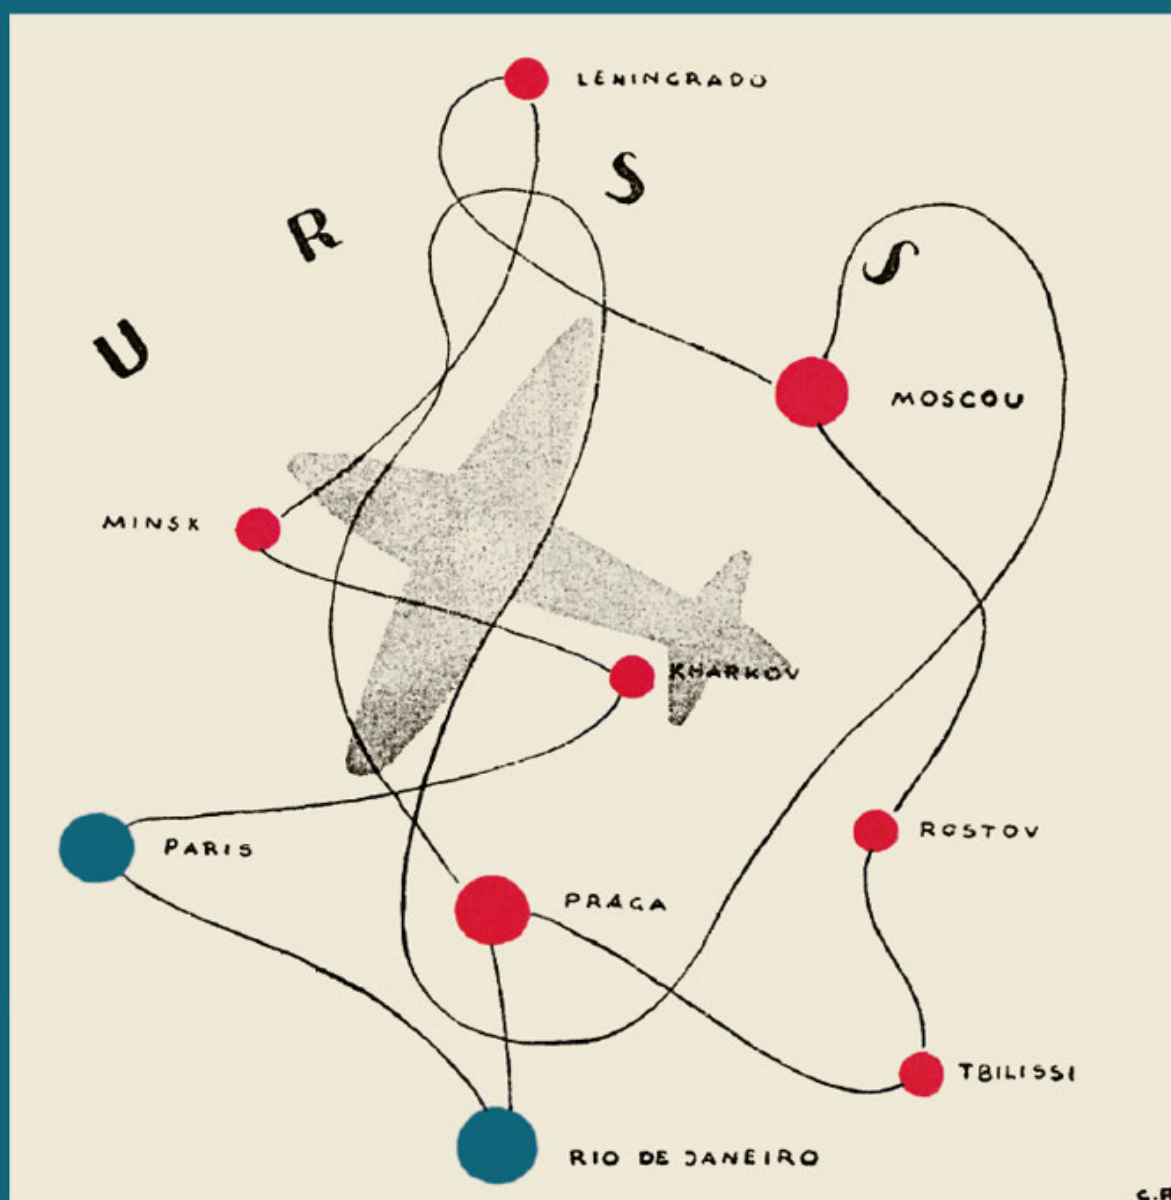 LENINGRADO
U R S S
MOSCOU
MINSK
KHARKOV
ROSTOV
PARIS
PRAGA
TBILISSI
RIO DE JANEIRO